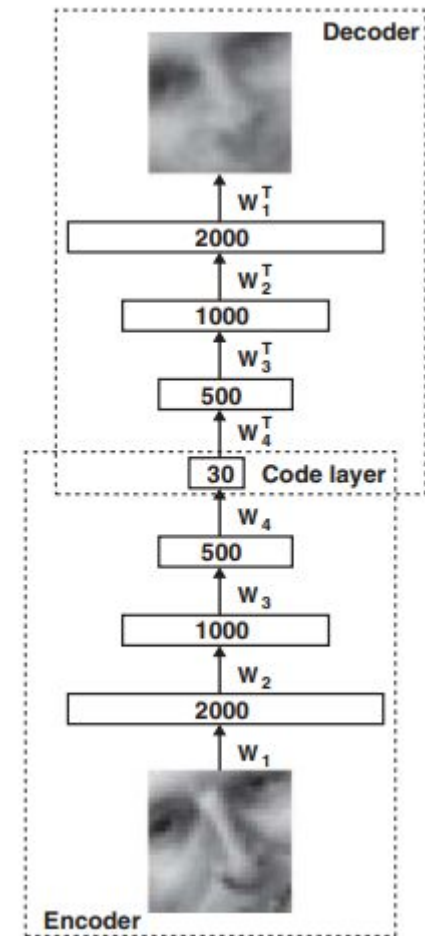 Decoder
W₁ᵀ
2000
W₂ᵀ
1000
W₃ᵀ
500
W₄ᵀ
30 Code layer
W₄
500
W₃
1000
W₂
2000
W₁
Encoder